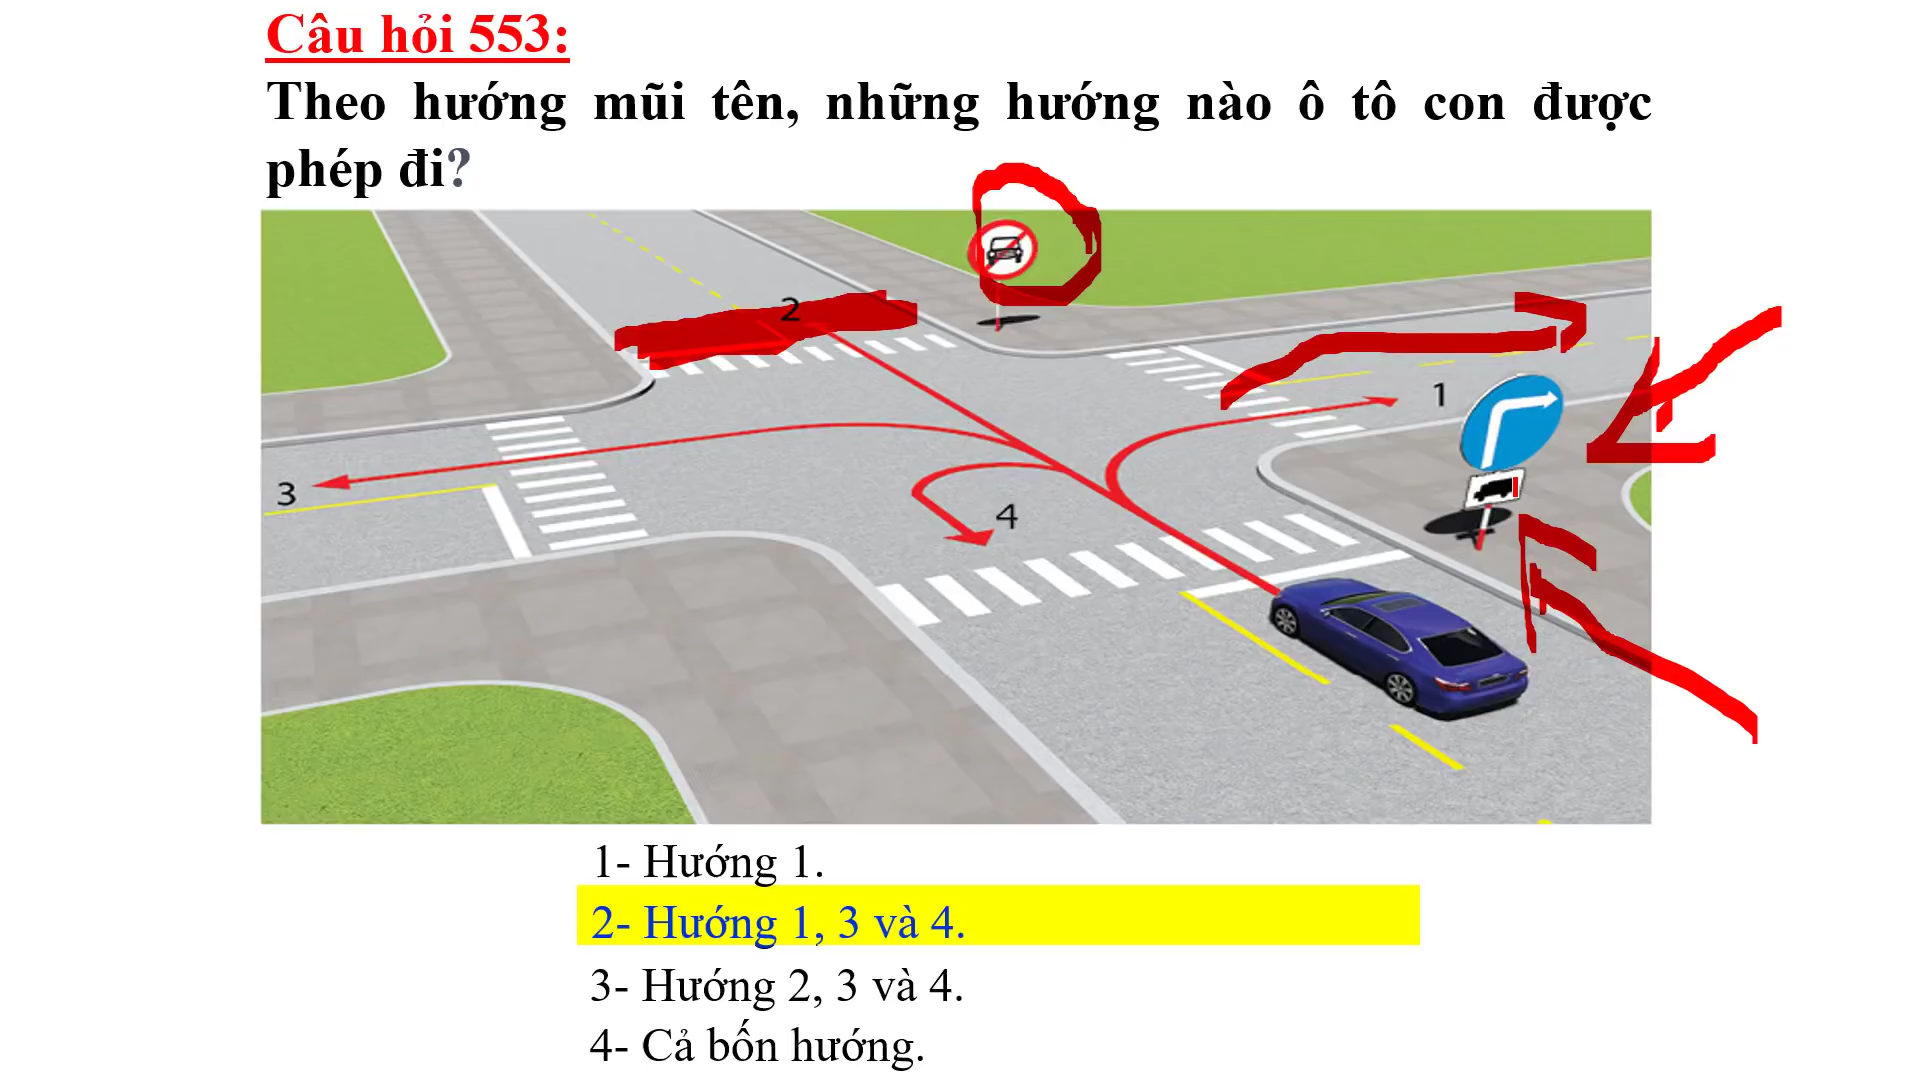 Câu hỏi 553:
Theo hướng mũi tên, những hướng nào ô tô con được
phép đi?
2
1
3
4
1- Hướng 1.
2- Hướng 1, 3 và 4.
3- Hướng 2, 3 và 4.
4- Cả bốn hướng.